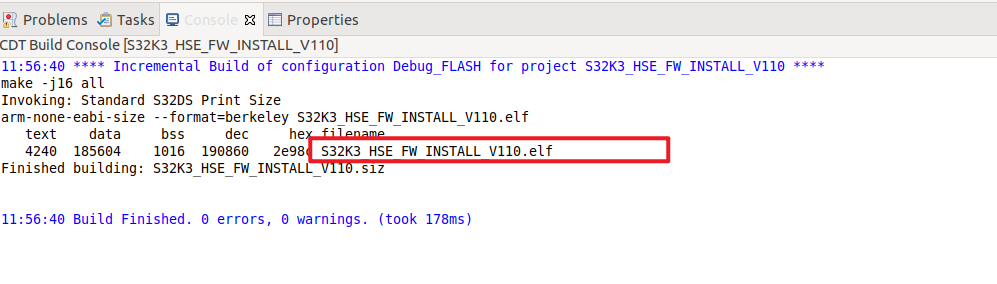 Problems Tasks Console Properties
CDT Build Console [S32K3_HSE_FW_INSTALL_V110]
11:56:40 **** Incremental Build of configuration Debug_FLASH for project S32K3_HSE_FW_INSTALL_V110 ****
make -j16 all
Invoking: Standard S32DS Print Size
arm-none-eabi-size --format=berkeley S32K3_HSE_FW_INSTALL_V110.elf
text data bss dec hex filename
4240 185604 1016 190860 2e98c S32K3_HSE_FW_INSTALL_V110.elf
Finished building: S32K3_HSE_FW_INSTALL_V110.siz
11:56:40 Build Finished. 0 errors, 0 warnings. (took 178ms)